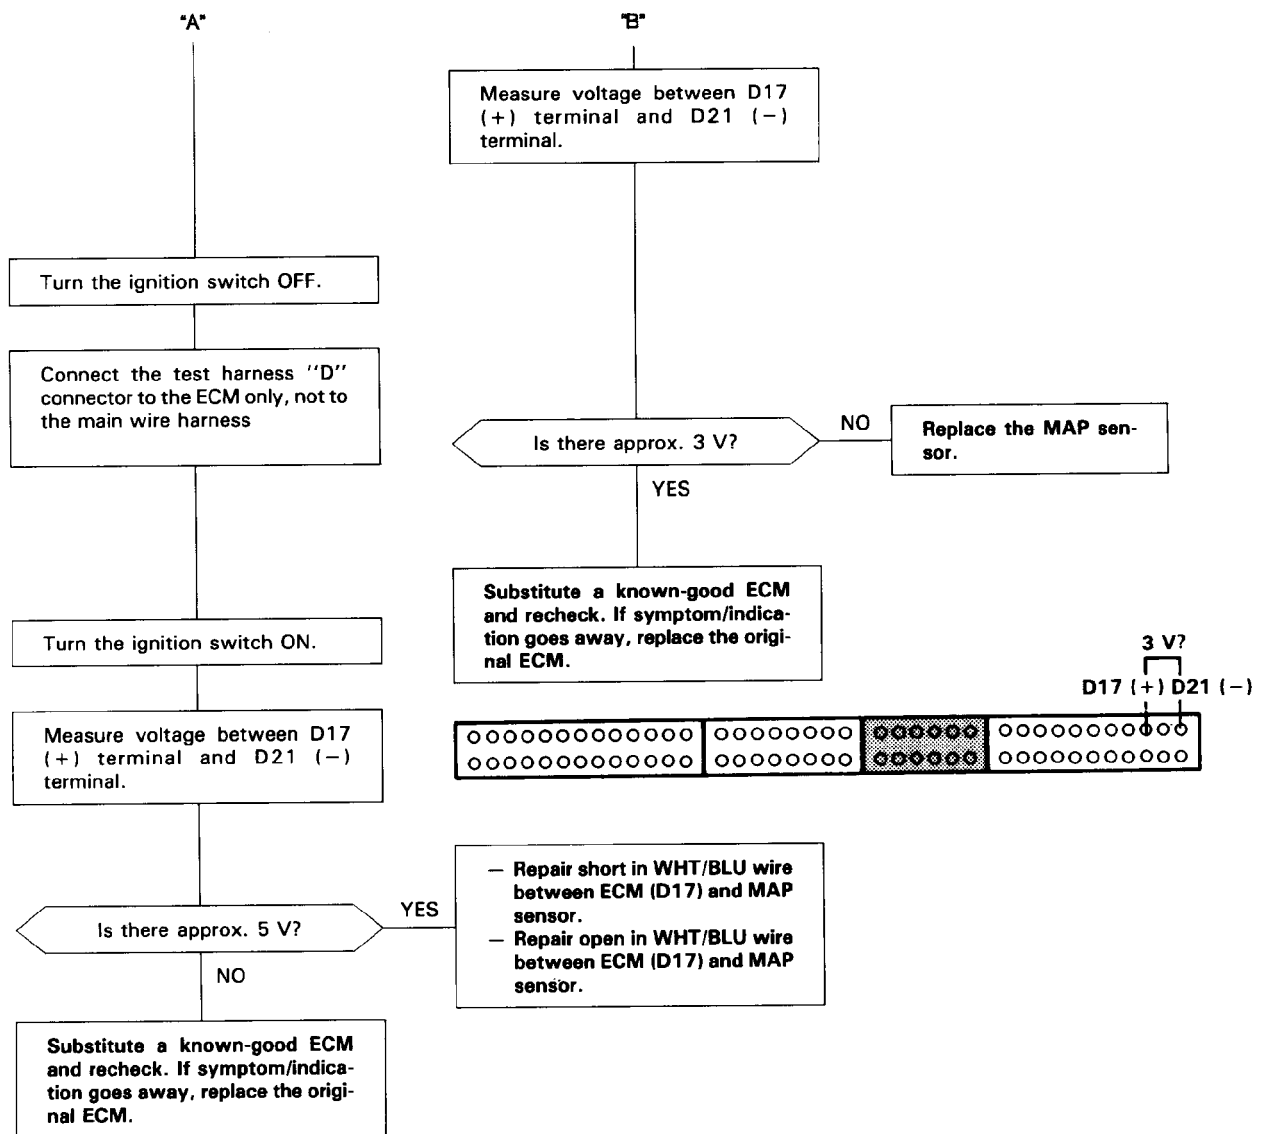 "A"
Turn the ignition switch OFF.
Connect the test harness ''D''
connector to the ECM only, not to
the main wire harness
Turn the ignition switch ON.
Measure voltage between D17
(+) terminal and D21 (−)
terminal.
Is there approx. 5 V?
YES
— Repair short in WHT/BLU wire
between ECM (D17) and MAP
sensor.
— Repair open in WHT/BLU wire
between ECM (D17) and MAP
sensor.
NO
Substitute a known-good ECM
and recheck. If symptom/indica-
tion goes away, replace the origi-
nal ECM.
"B"
Measure voltage between D17
(+) terminal and D21 (−)
terminal.
Is there approx. 3 V?
NO
Replace the MAP sen-
sor.
YES
Substitute a known-good ECM
and recheck. If symptom/indica-
tion goes away, replace the origi-
nal ECM.
3 V?
D17 (+) D21 (−)